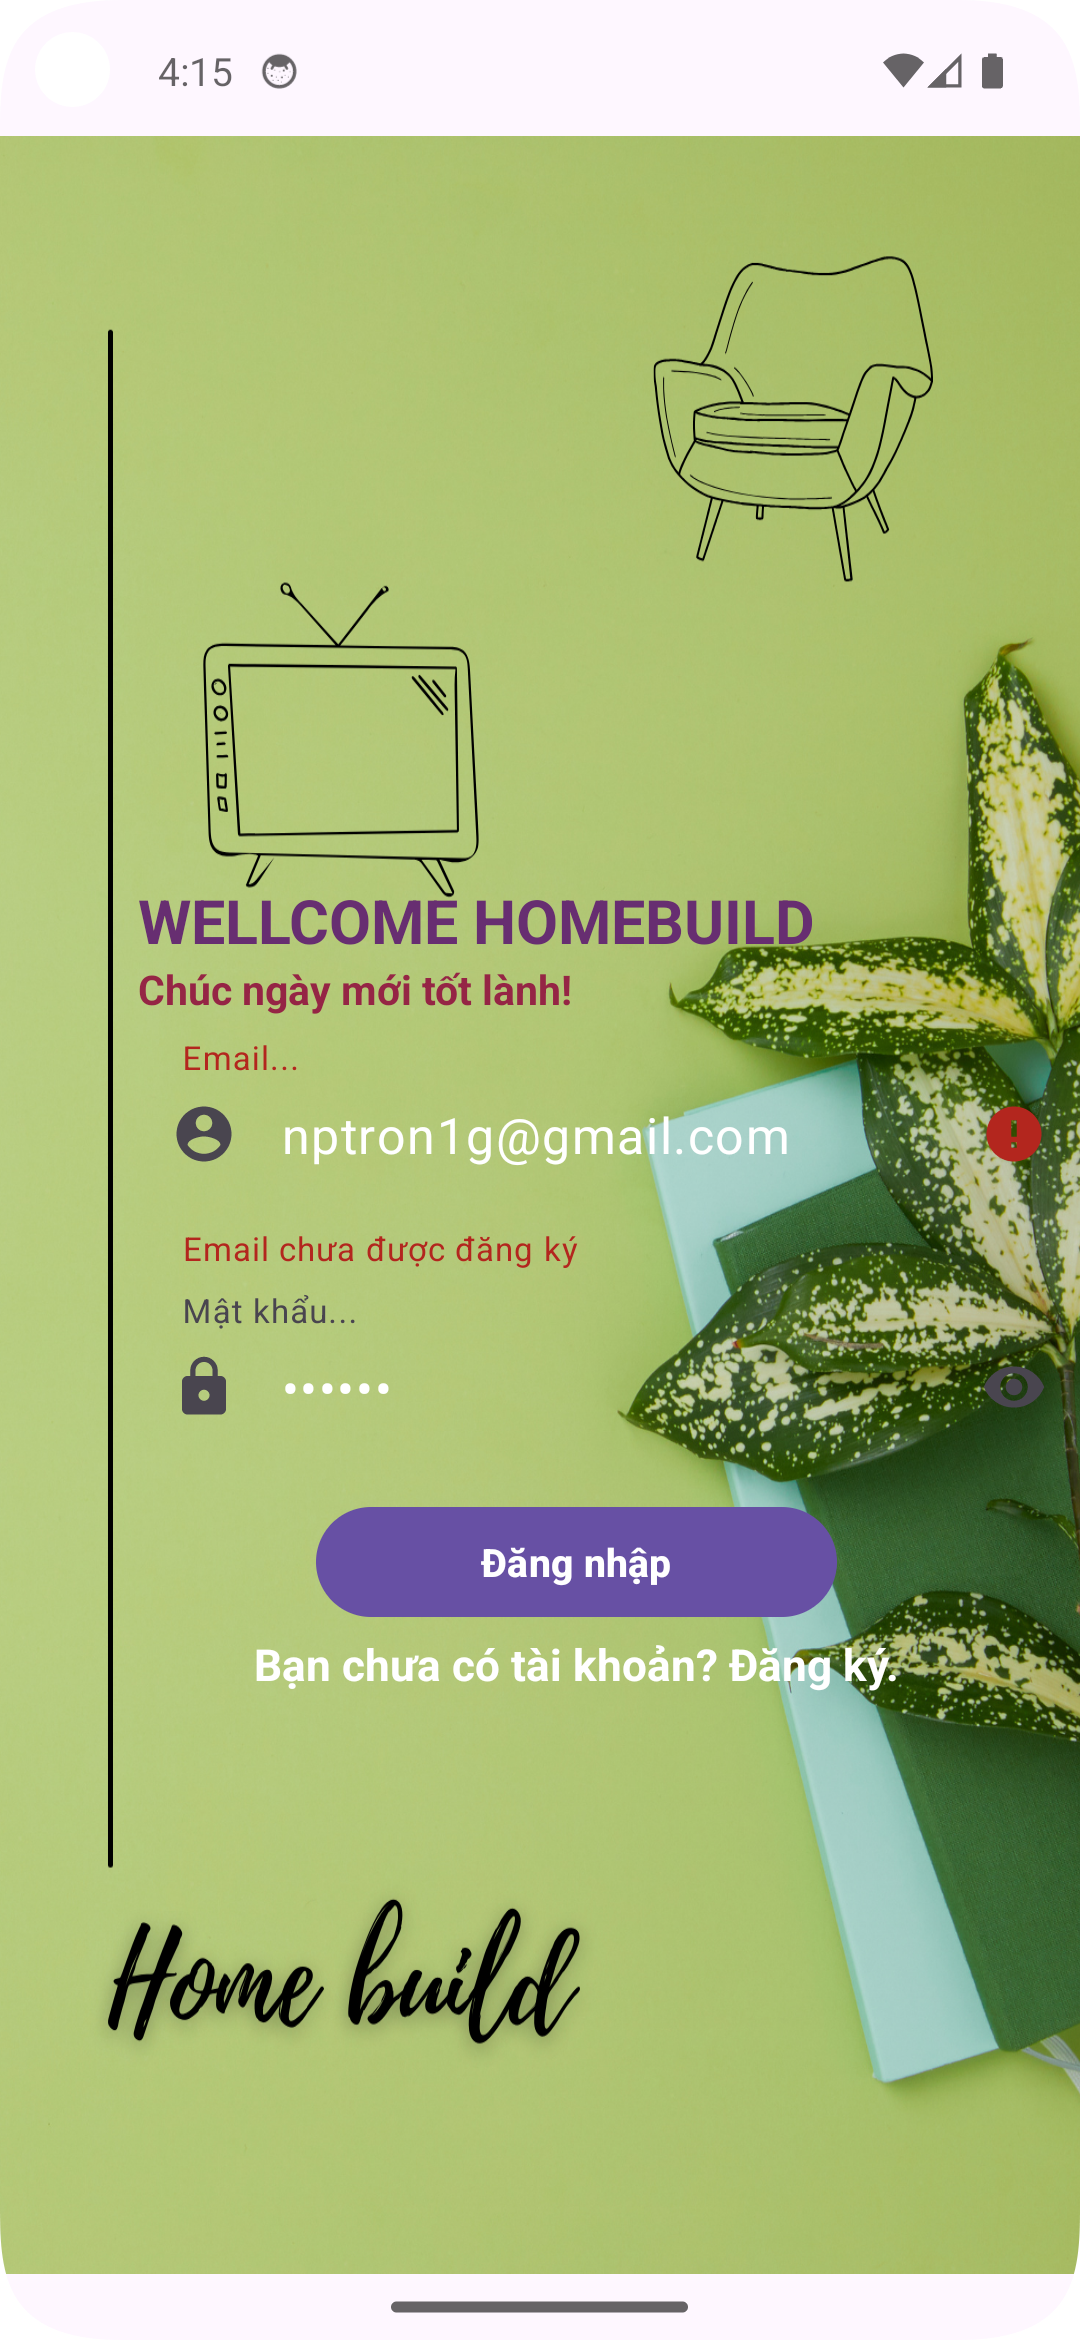 4:15
WELLCOME HOMEBUILD
Chúc ngày mới tốt lành!
Email...
nptron1g@gmail.com
Email chưa được đăng ký
Mật khẩu...
••••••
Đăng nhập
Bạn chưa có tài khoản? Đăng ký.
Home build